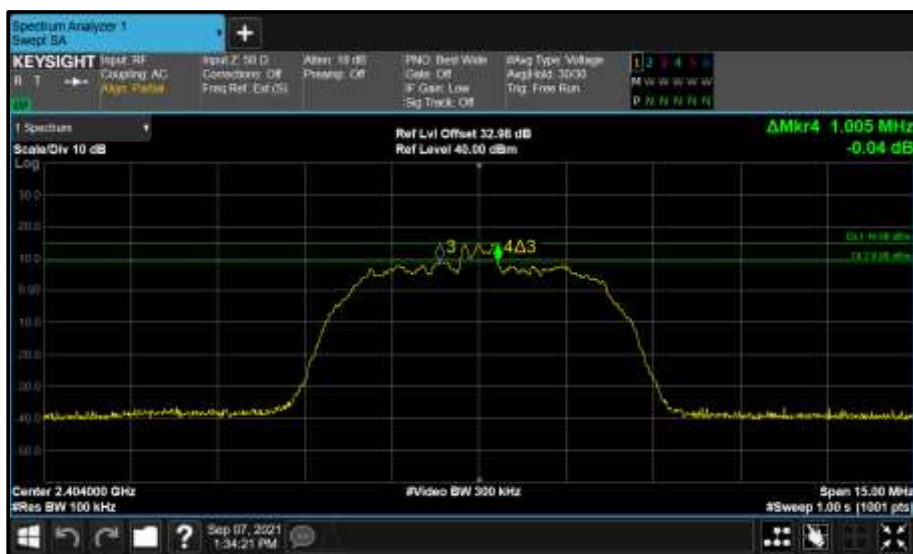 Spectrum Analyzer 1
Swept SA
KEYSIGHT
R T
Input: RF
Coupling: AC
Align: Partial
Input Z: 50 Ω
Corrections: Off
Freq Ref: Ext (S)
Atten: 10 dB
Preamp: Off
PNO: Best Wide
Gate: Off
IF Gain: Low
Sig Track: Off
#Avg Type: Voltage
Avg|Hold: 30/30
Trig: Free Run
1 2 3 4 5 6
M W W W W W
P N N N N N
1 Spectrum
Scale/Div 10 dB
Log
Ref Lvl Offset 32.98 dB
Ref Level 40.00 dBm
ΔMkr4 1.005 MHz
-0.04 dB
30.0
20.0
10.0
0.00
-10.0
-20.0
-30.0
-40.0
-50.0
3
4Δ3
Center 2.404000 GHz
#Res BW 100 kHz
#Video BW 300 kHz
Span 15.00 MHz
#Sweep 1.00 s (1001 pts)
?
Sep 07, 2021
1:34:21 PM